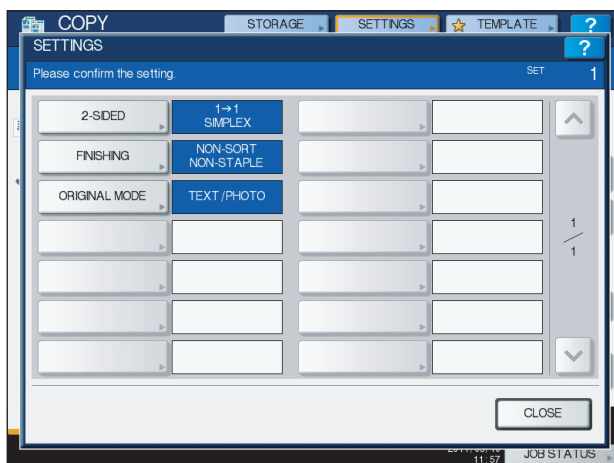 COPY
STORAGE
SETTINGS
TEMPLATE
?
SETTINGS
?
Please confirm the setting.
SET
1
2-SIDED
1→1
SIMPLEX
FINISHING
NON-SORT
NON-STAPLE
ORIGINAL MODE
TEXT/PHOTO
1
1
CLOSE
11:57
JOB STATUS